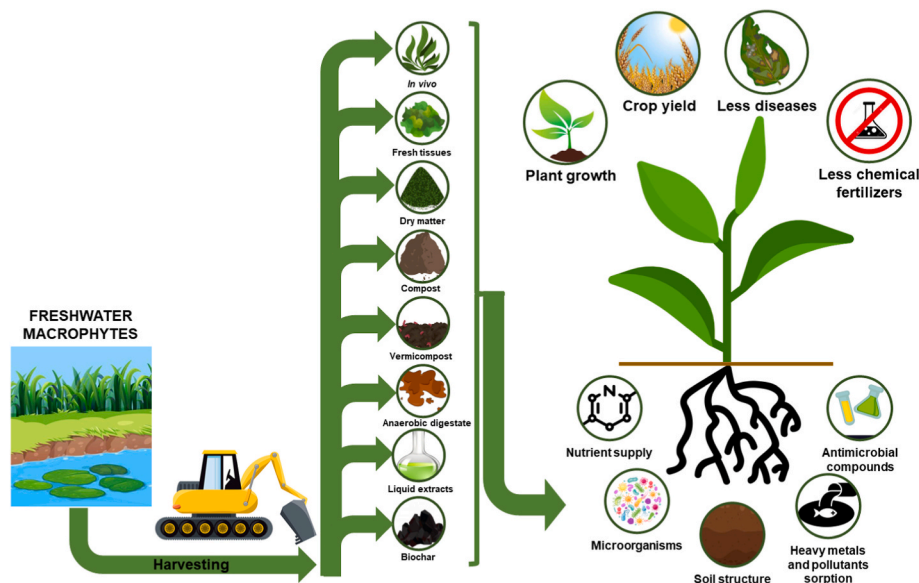 FRESHWATER
MACROPHYTES
Harvesting
In vivo
Fresh tissues
Dry matter
Compost
Vermicompost
Anaerobic digestate
Liquid extracts
Biochar
Plant growth
Crop yield
Less diseases
Less chemical
fertilizers
Nutrient supply
N
Microorganisms
Soil structure
Heavy metals
and pollutants
sorption
Antimicrobial
compounds